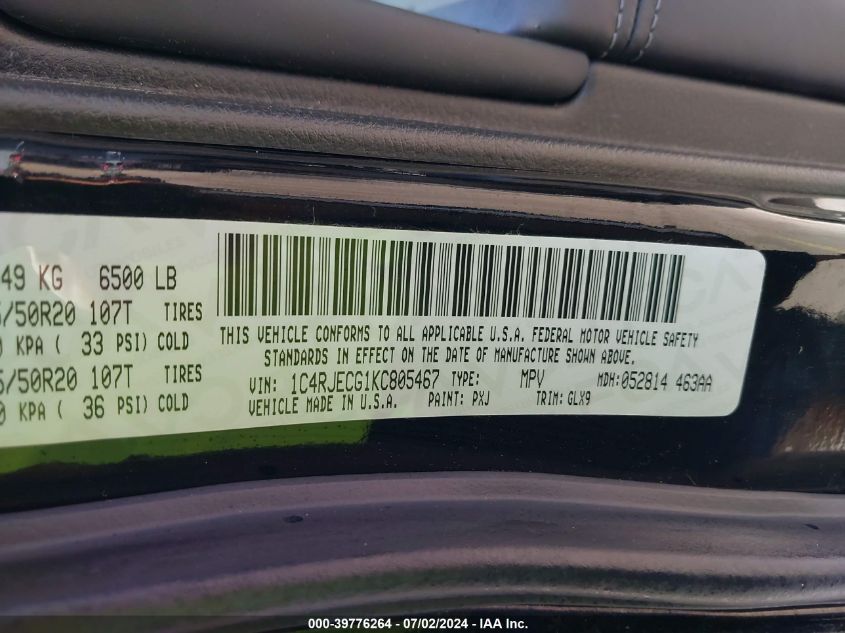 49 KG 6500 LB
/50R20 107T TIRES
KPA ( 33 PSI) COLD
/50R20 107T TIRES
KPA ( 36 PSI) COLD
THIS VEHICLE CONFORMS TO ALL APPLICABLE U.S.A. FEDERAL MOTOR VEHICLE SAFETY
STANDARDS IN EFFECT ON THE DATE OF MANUFACTURE SHOWN ABOVE.
VIN: 1C4RJECG1KC805467 TYPE: MPV MDH:052814 463AA
VEHICLE MADE IN U.S.A. PAINT: PXJ TRIM: GLX9
000-39776264 - 07/02/2024 - IAA Inc.